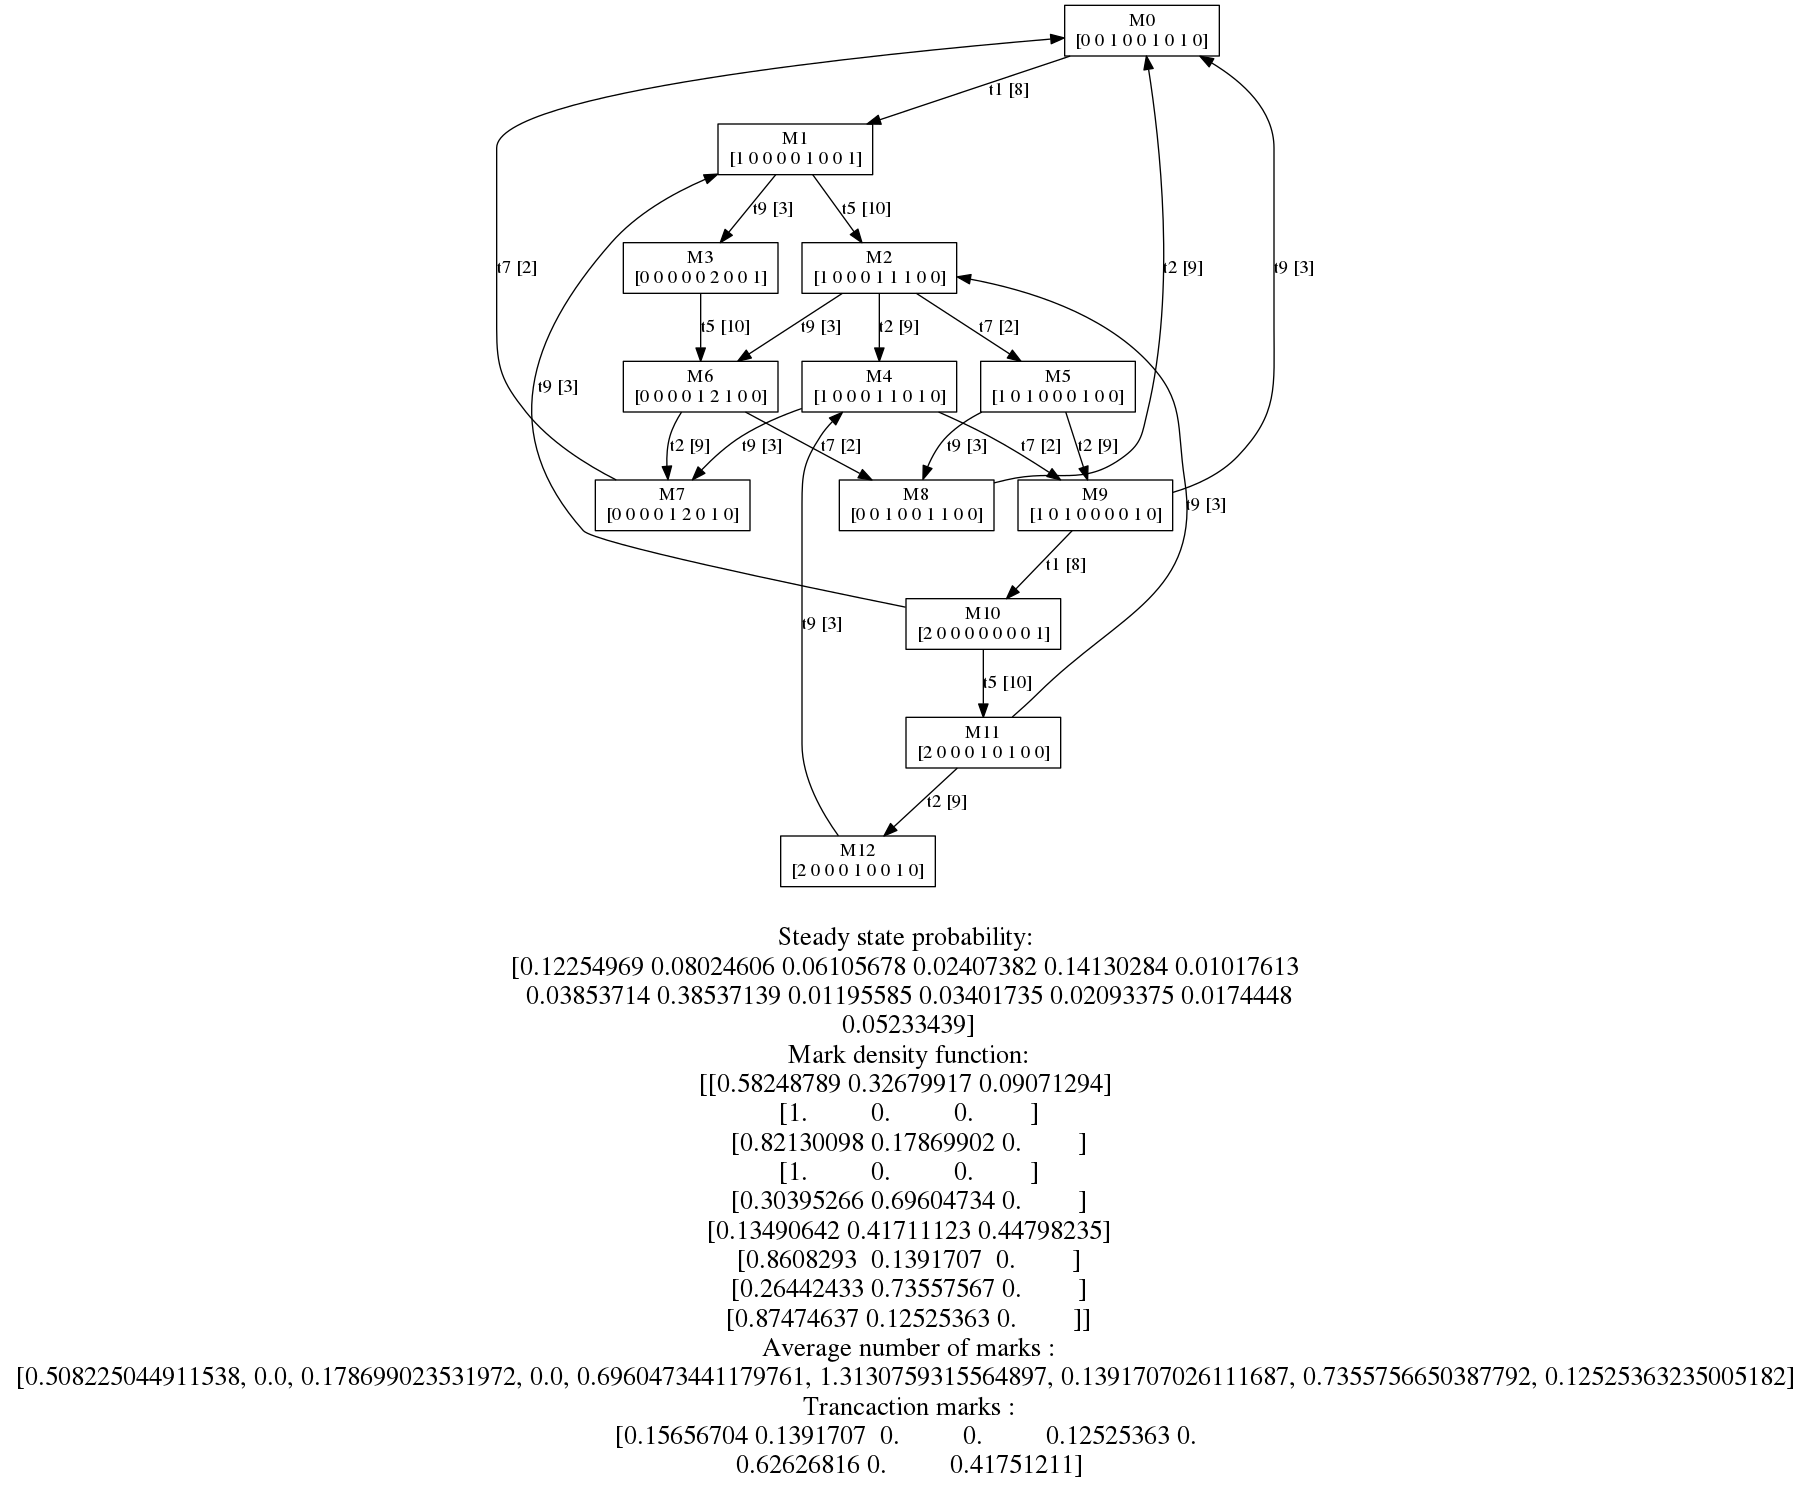 M0
[0 0 1 0 0 1 0 1 0]
t1 [8]
M1
[1 0 0 0 0 1 0 0 1]
t9 [3]
t5 [10]
M3
[0 0 0 0 0 2 0 0 1]
M2
[1 0 0 0 1 1 1 0 0]
t7 [2]
t2 [9]
t9 [3]
t5 [10]
t9 [3]
t2 [9]
t7 [2]
M6
[0 0 0 0 1 2 1 0 0]
M4
[1 0 0 0 1 1 0 1 0]
M5
[1 0 1 0 0 0 1 0 0]
t9 [3]
t2 [9]
t9 [3]
t7 [2]
t9 [3]
t7 [2]
t2 [9]
M7
[0 0 0 0 1 2 0 1 0]
M8
[0 0 1 0 0 1 1 0 0]
M9
[1 0 1 0 0 0 0 1 0]
t9 [3]
t1 [8]
M10
[2 0 0 0 0 0 0 0 1]
t9 [3]
t5 [10]
M11
[2 0 0 0 1 0 1 0 0]
t2 [9]
M12
[2 0 0 0 1 0 0 1 0]
Steady state probability:
[0.12254969 0.08024606 0.06105678 0.02407382 0.14130284 0.01017613
0.03853714 0.38537139 0.01195585 0.03401735 0.02093375 0.0174448
0.05233439]
Mark density function:
[[0.58248789 0.32679917 0.09071294]
[1. 0. 0. ]
[0.82130098 0.17869902 0. ]
[1. 0. 0. ]
[0.30395266 0.69604734 0. ]
[0.13490642 0.41711123 0.44798235]
[0.8608293 0.1391707 0. ]
[0.26442433 0.73557567 0. ]
[0.87474637 0.12525363 0. ]]
Average number of marks :
[0.508225044911538, 0.0, 0.178699023531972, 0.0, 0.6960473441179761, 1.3130759315564897, 0.1391707026111687, 0.7355756650387792, 0.12525363235005182]
Trancaction marks :
[0.15656704 0.1391707 0. 0. 0.12525363 0.
0.62626816 0. 0.41751211]